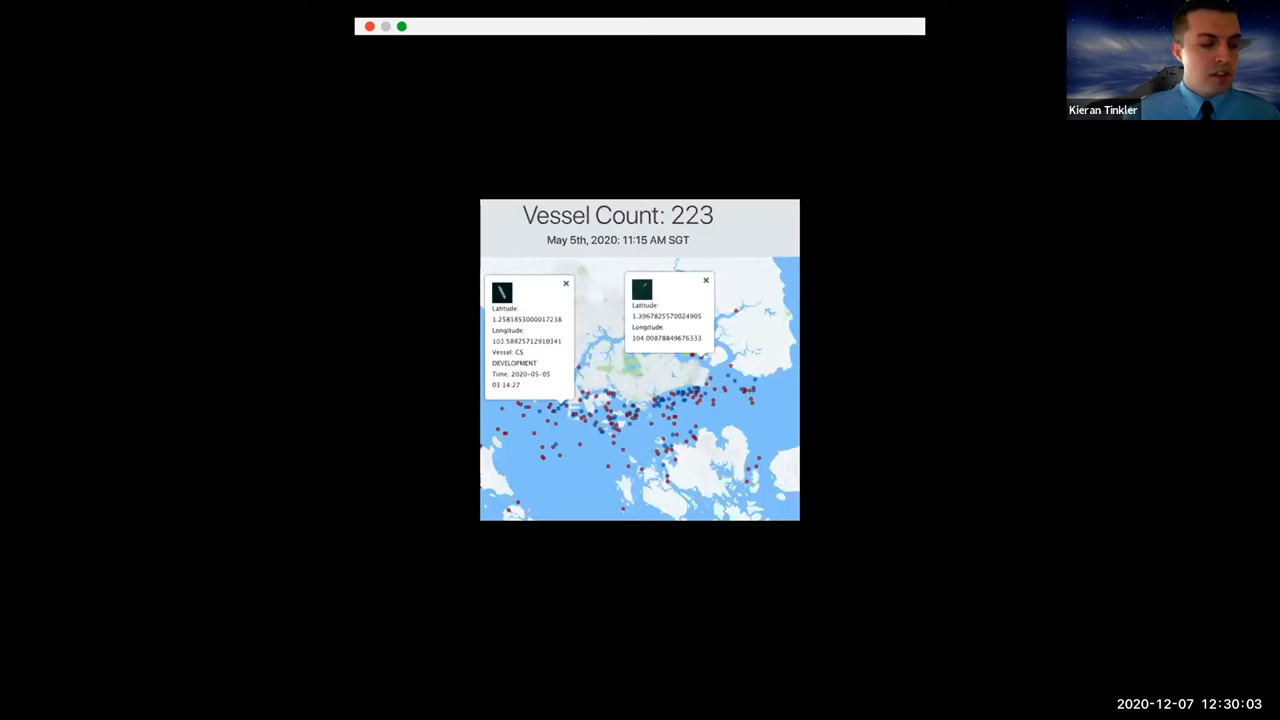 Kieran Tinkler
Vessel Count: 223
May 5th, 2020: 11:15 AM SGT
Latitude:
1.2581853000017238
Longitude:
103.58825712910341
Vessel: CS
DEVELOPMENT
Time: 2020-05-05
03:14:27
Latitude:
1.3967825570024905
Longitude:
104.00878849676333
2020-12-07 12:30:03